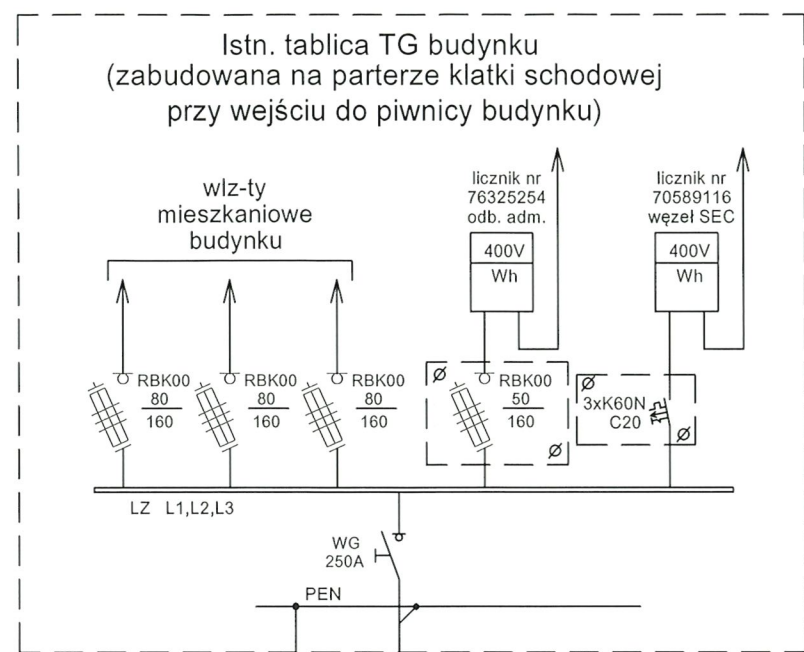 Istn. tablica TG budynku
(zabudowana na parterze klatki schodowej
przy wejściu do piwnicy budynku)
wlz-ty
mieszkaniowe
budynku
licznik nr
76325254
odb. adm.
400V
Wh
licznik nr
70589116
węzeł SEC
400V
Wh
RBK00
80
160
RBK00
80
160
RBK00
80
160
RBK00
50
160
3xK60N
C20
LZ L1,L2,L3
WG
250A
PEN